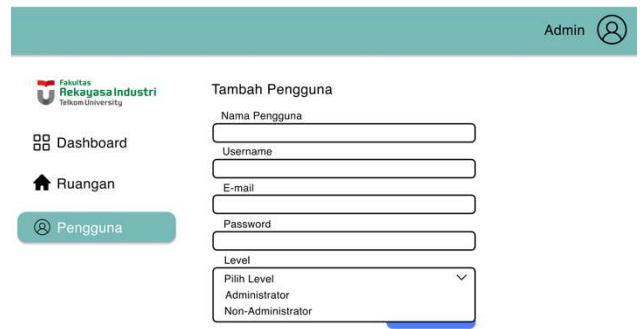 Admin
Fakultas
Rekayasa Industri
Telkom University
Dashboard
Ruangan
Pengguna
Tambah Pengguna
Nama Pengguna
Username
E-mail
Password
Level
Pilih Level
Administrator
Non-Administrator